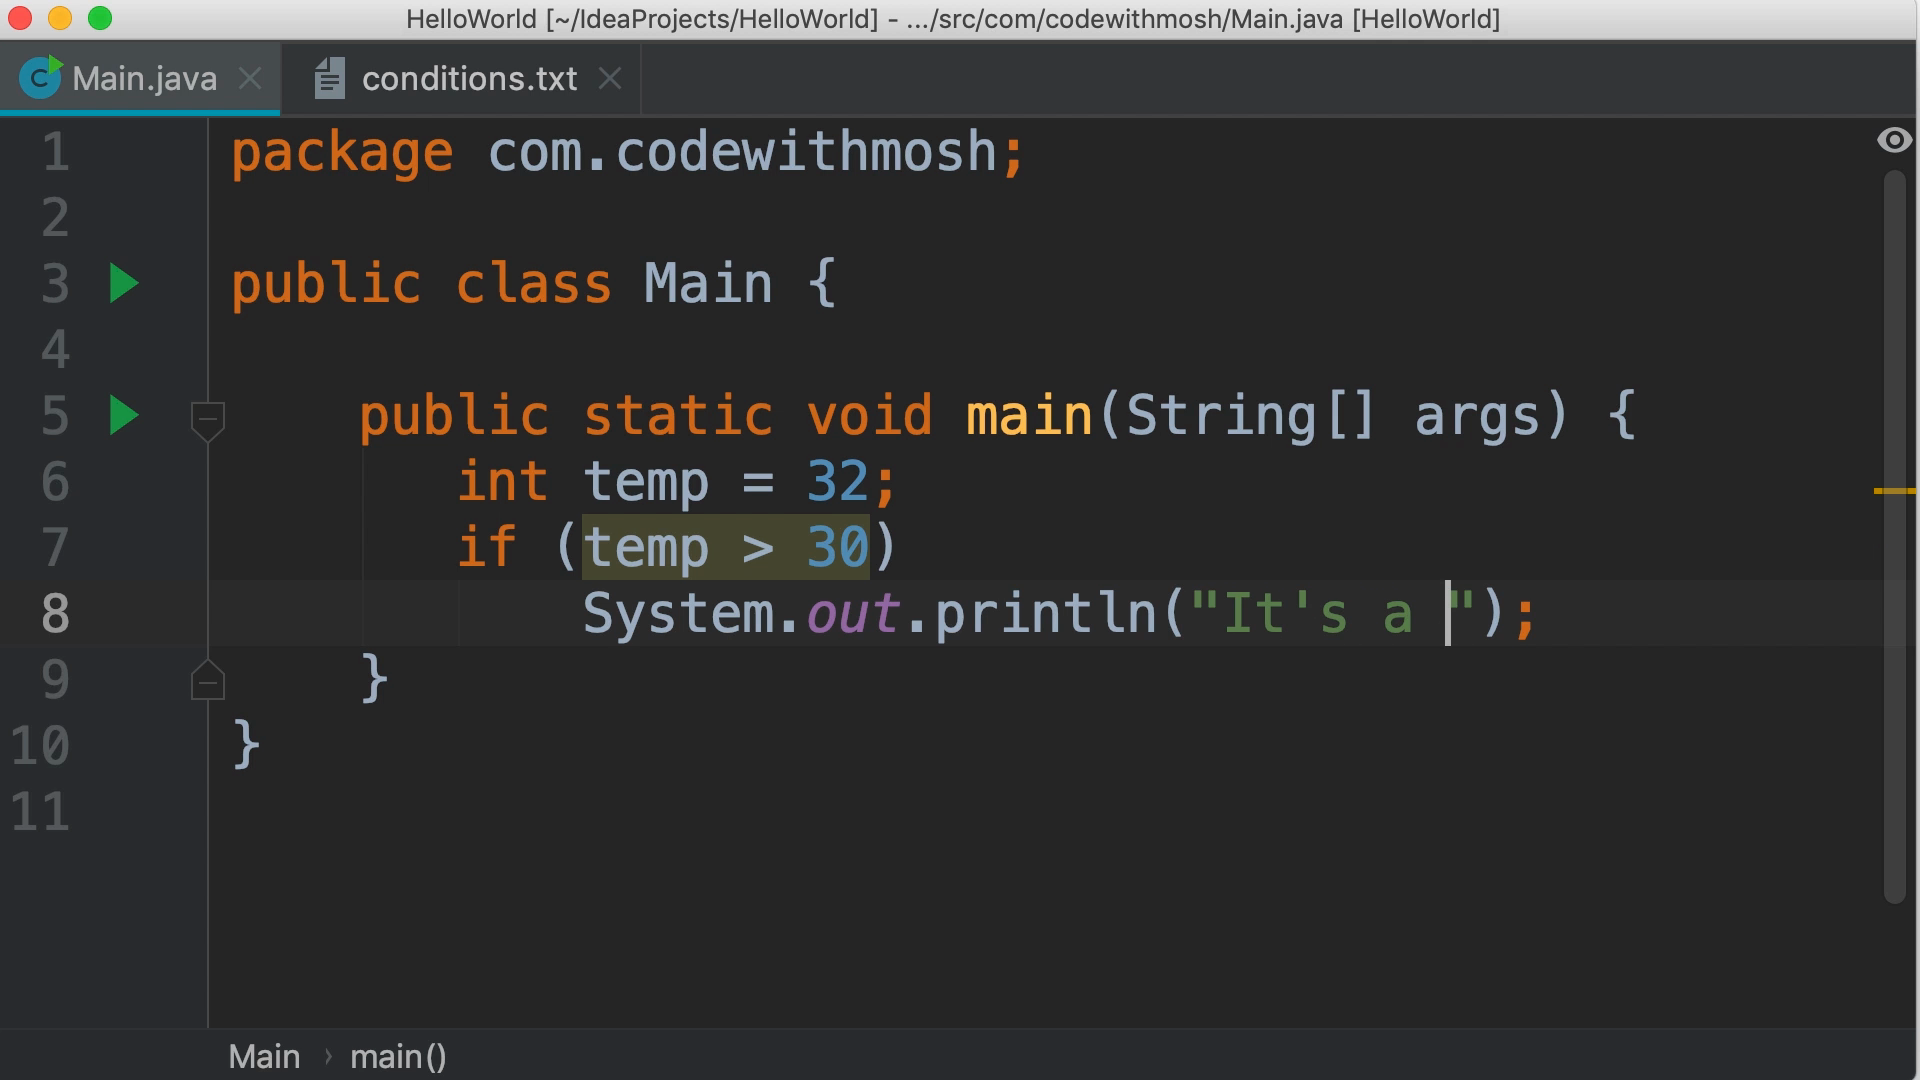 HelloWorld [~/IdeaProjects/HelloWorld] - .../src/com/codewithmosh/Main.java [HelloWorld]
C Main.java conditions.txt
1 package com.codewithmosh;
2
3 public class Main {
4
5 public static void main(String[] args) {
6 int temp = 32;
7 if (temp > 30)
8 System.out.println("It's a ");
9 }
10 }
11
Main › main()